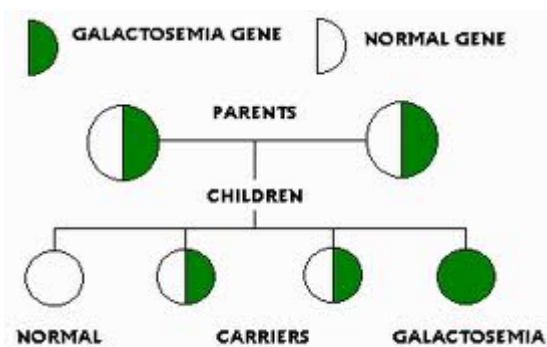 GALACTOSEMIA GENE
NORMAL GENE
PARENTS
CHILDREN
NORMAL
CARRIERS
GALACTOSEMIA